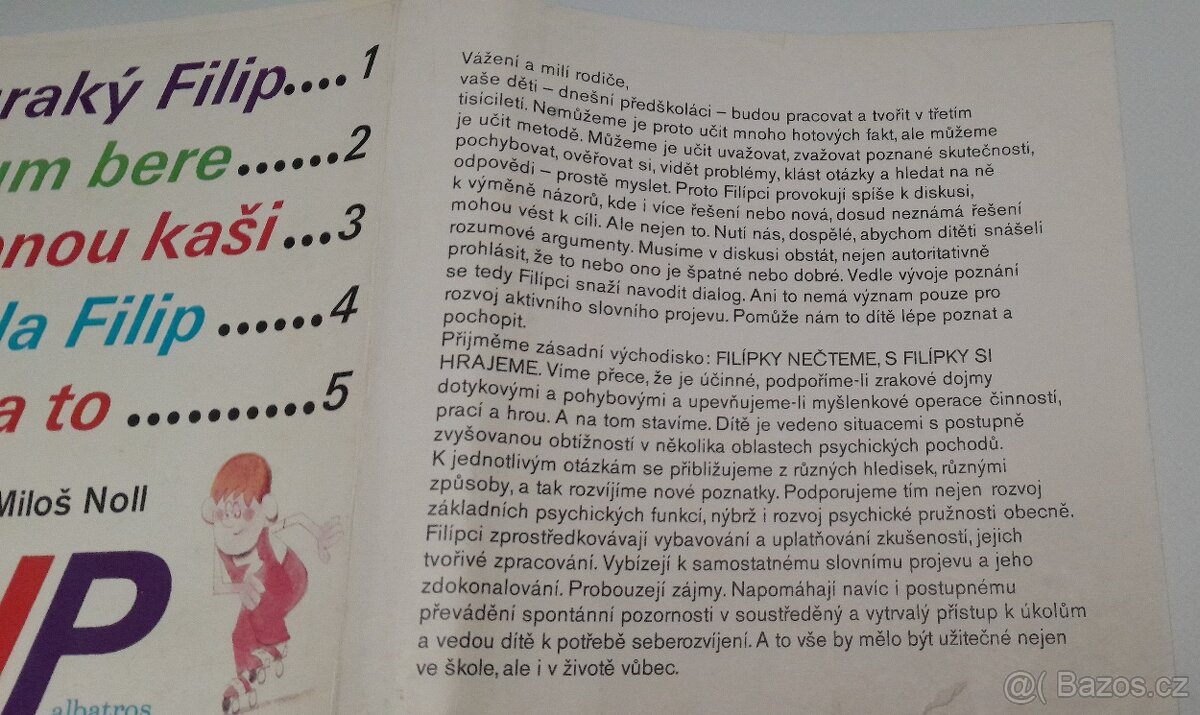 raký Filip....1
um bere......2
nou kaši...3
la Filip......4
a to ..........5
Miloš Noll
IP
albatros
Vážení a milí rodiče,
vaše děti – dnešní předškoláci – budou pracovat a tvořit v třetím
tisíciletí. Nemůžeme je proto učit mnoho hotových fakt, ale můžeme
je učit metodě. Můžeme je učit uvažovat, zvažovat poznané skutečnosti,
pochybovat, ověřovat si, vidět problémy, klást otázky a hledat na ně
odpovědi – prostě myslet. Proto Filípci provokují spíše k diskusi,
k výměně názorů, kde i více řešení nebo nová, dosud neznámá řešení
mohou vést k cíli. Ale nejen to. Nutí nás, dospělé, abychom dítěti snášeli
rozumové argumenty. Musíme v diskusi obstát, nejen autoritativně
prohlásit, že to nebo ono je špatné nebo dobré. Vedle vývoje poznání
se tedy Filípci snaží navodit dialog. Ani to nemá význam pouze pro
rozvoj aktivního slovního projevu. Pomůže nám to dítě lépe poznat a
pochopit.
Přijměme zásadní východisko: FILÍPKY NEČTEME, S FILÍPKY SI
HRAJEME. Víme přece, že je účinné, podpoříme-li zrakové dojmy
dotykovými a pohybovými a upevňujeme-li myšlenkové operace činností,
prací a hrou. A na tom stavíme. Dítě je vedeno situacemi s postupně
zvyšovanou obtížností v několika oblastech psychických pochodů.
K jednotlivým otázkám se přibližujeme z různých hledisek, různými
způsoby, a tak rozvíjíme nové poznatky. Podporujeme tím nejen rozvoj
základních psychických funkcí, nýbrž i rozvoj psychické pružnosti obecně.
Filípci zprostředkovávají vybavování a uplatňování zkušeností, jejich
tvořivé zpracování. Vybízejí k samostatnému slovnímu projevu a jeho
zdokonalování. Probouzejí zájmy. Napomáhají navíc i postupnému
převádění spontánní pozornosti v soustředěný a vytrvalý přístup k úkolům
a vedou dítě k potřebě seberozvíjení. A to vše by mělo být užitečné nejen
ve škole, ale i v životě vůbec.
@( Bazos.cz